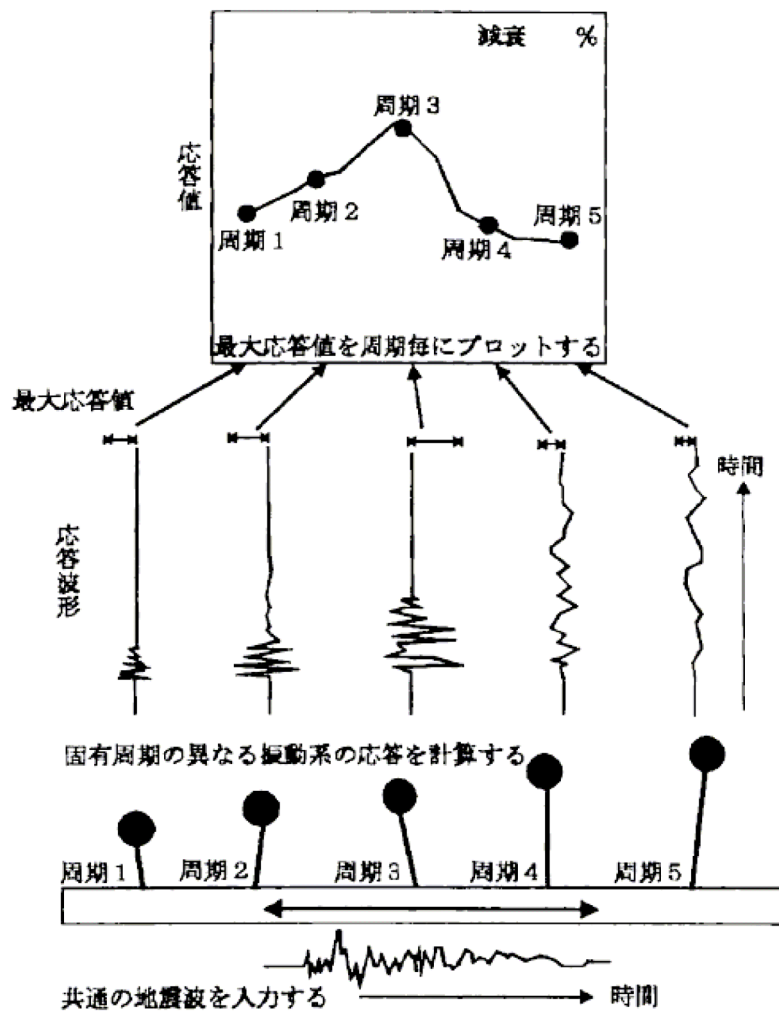 減衰　　%
周期3
応答値
周期2
周期1
周期5
周期4
最大応答値を周期毎にプロットする
最大応答値
時間
応答波形
固有周期の異なる振動系の応答を計算する
周期1
周期2
周期3
周期4
周期5
共通の地震波を入力する
時間